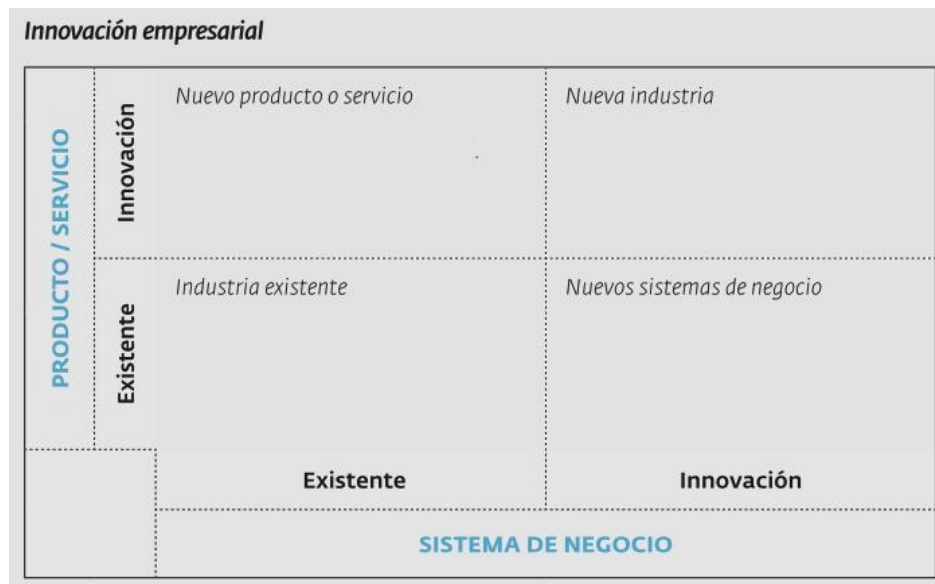 Innovación empresarial
PRODUCTO / SERVICIO
Innovación
Nuevo producto o servicio
Nueva industria
Existente
Industria existente
Nuevos sistemas de negocio
Existente
Innovación
SISTEMA DE NEGOCIO